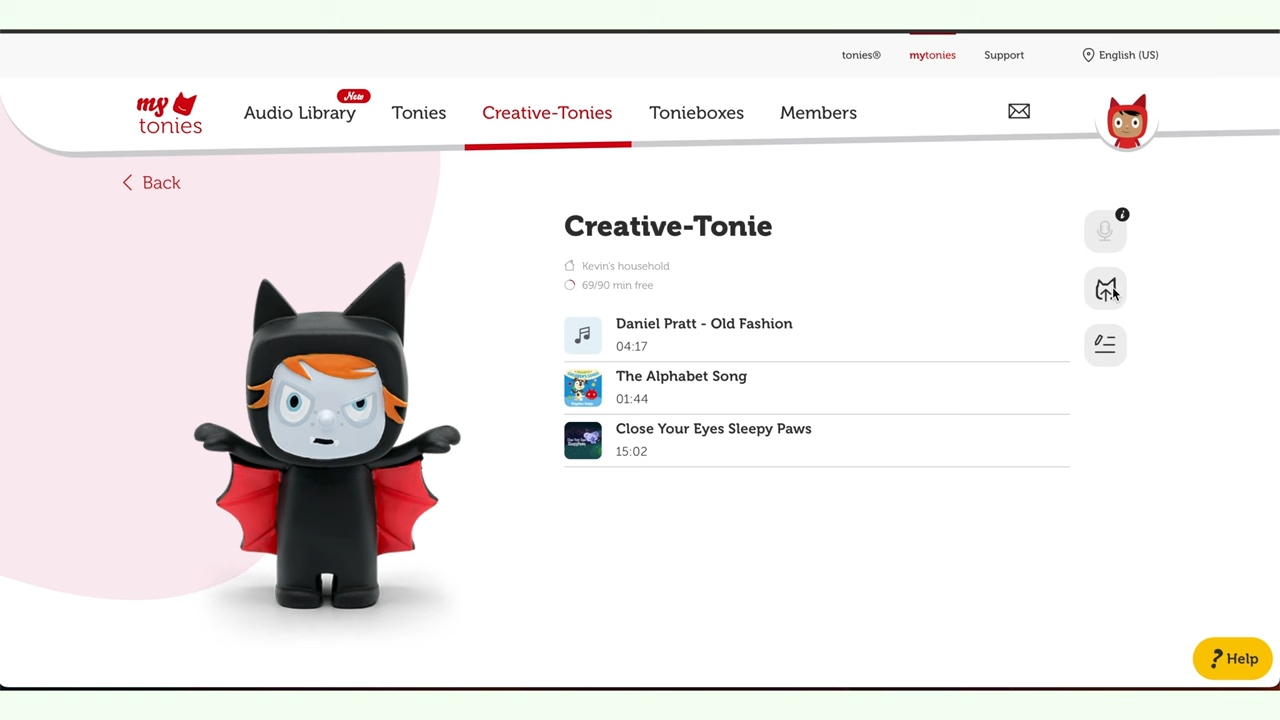 tonies®
mytonies
Support
English (US)
my
tonies
Audio Library
New
Tonies
Creative-Tonies
Tonieboxes
Members
Back
Creative-Tonie
i
Kevin's household
69/90 min free
Daniel Pratt - Old Fashion
04:17
The Alphabet Song
01:44
Close Your Eyes Sleepy Paws
15:02
? Help